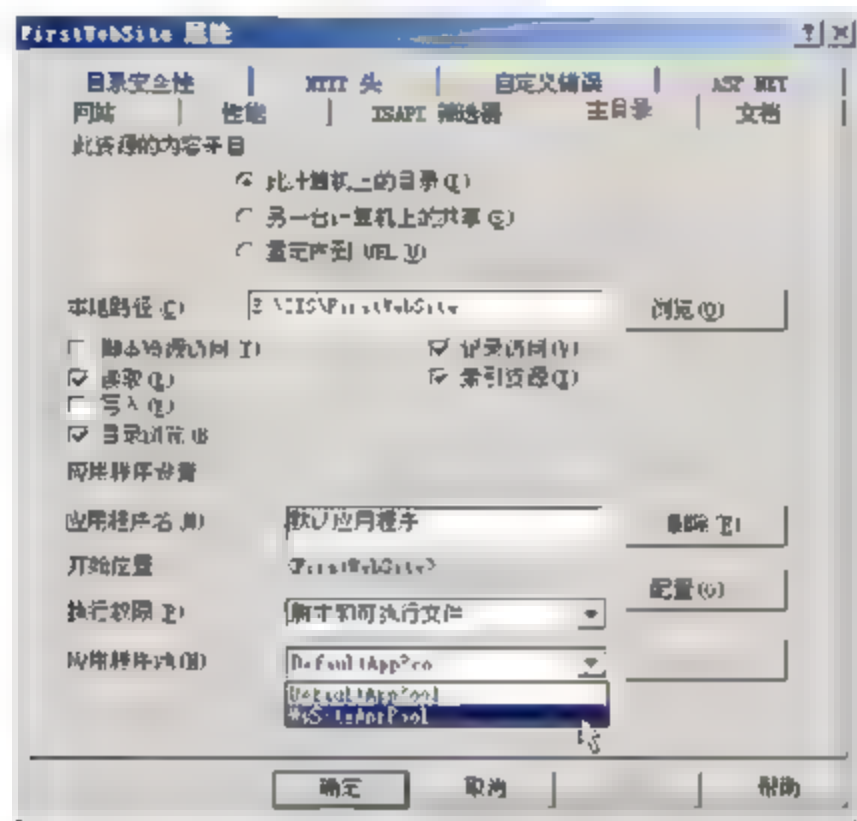 FirstWebSite 属性
目录安全性 HTTP 头 自定义错误 ASP.NET
网站 性能 ISAPI 筛选器 主目录 文档
此资源的内容来自
此计算机上的目录(D)
另一台计算机上的共享(S)
重定向到 URL(U)
本地路径(C) E:\IIS\FirstWebSite 浏览(O)
脚本资源访问(T) 记录访问(V)
读取(R) 索引资源(I)
写入(W)
目录浏览(B)
应用程序设置
应用程序名(M) 默认应用程序 删除(E)
开始位置 <FirstWebSite>
配置(G)
执行权限(P) 脚本和可执行文件
应用程序池(N) DefaultAppPoo
DefaultAppPool
MySiteAppPool
确定 取消 帮助